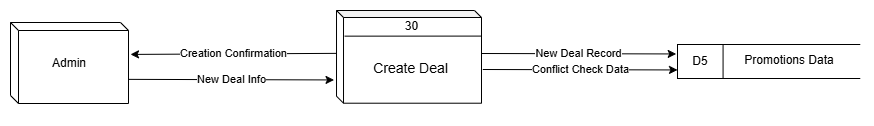 30
Admin
Creation Confirmation
New Deal Info
Create Deal
New Deal Record
Conflict Check Data
D5
Promotions Data